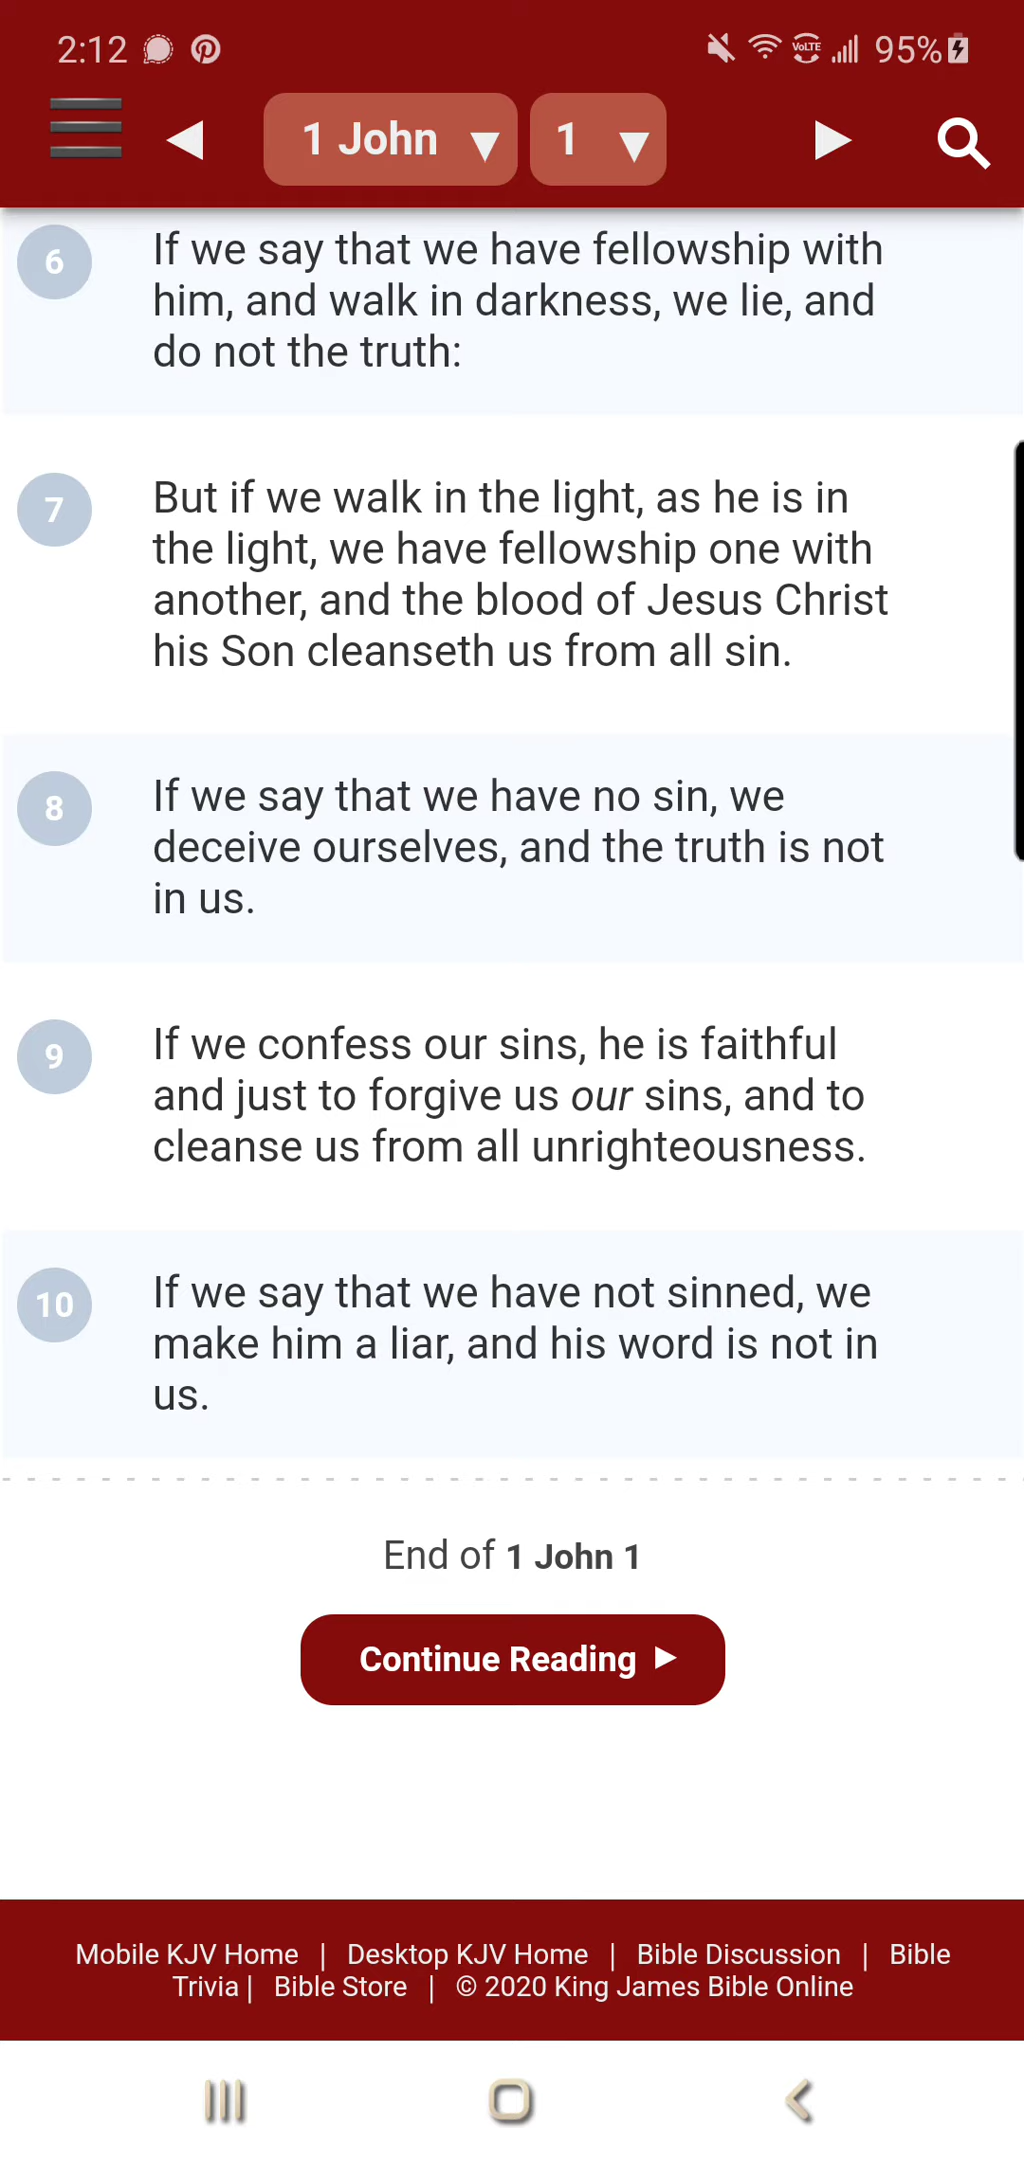 2:12 VoLTE 95%
1 John 1
6 If we say that we have fellowship with
him, and walk in darkness, we lie, and
do not the truth:
7 But if we walk in the light, as he is in
the light, we have fellowship one with
another, and the blood of Jesus Christ
his Son cleanseth us from all sin.
8 If we say that we have no sin, we
deceive ourselves, and the truth is not
in us.
9 If we confess our sins, he is faithful
and just to forgive us our sins, and to
cleanse us from all unrighteousness.
10 If we say that we have not sinned, we
make him a liar, and his word is not in
us.
End of 1 John 1
Continue Reading
Mobile KJV Home | Desktop KJV Home | Bible Discussion | Bible
Trivia | Bible Store | © 2020 King James Bible Online